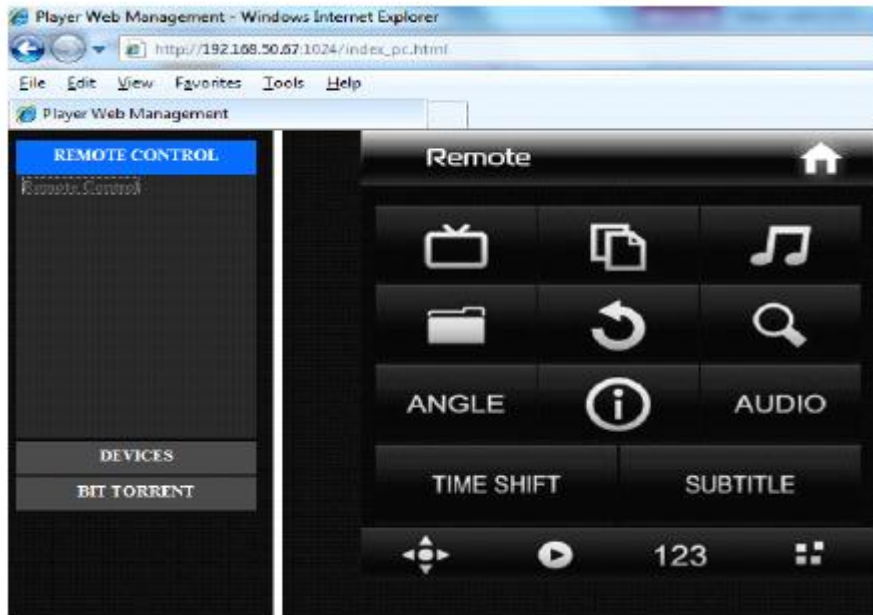 Player Web Management - Windows Internet Explorer
http://192.168.50.67:1024/index_pc.html
File Edit View Favorites Tools Help
Player Web Management
REMOTE CONTROL
Remote Control
DEVICES
BIT TORRENT
Remote
ANGLE
AUDIO
TIME SHIFT
SUBTITLE
123